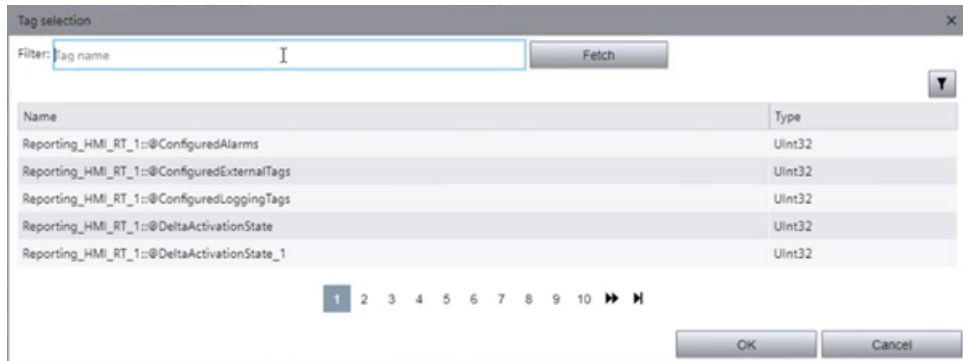 Tag selection
Filter: Tag name Fetch
Name Type
Reporting_HMI_RT_1::@ConfiguredAlarms UInt32
Reporting_HMI_RT_1::@ConfiguredExternalTags UInt32
Reporting_HMI_RT_1::@ConfiguredLoggingTags UInt32
Reporting_HMI_RT_1::@DeltaActivationState UInt32
Reporting_HMI_RT_1::@DeltaActivationState_1 UInt32
1 2 3 4 5 6 7 8 9 10
OK Cancel